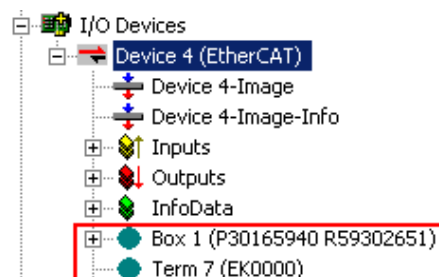 I/O Devices
Device 4 (EtherCAT)
Device 4-Image
Device 4-Image-Info
Inputs
Outputs
InfoData
Box 1 (P30165940 R59302651)
Term 7 (EK0000)